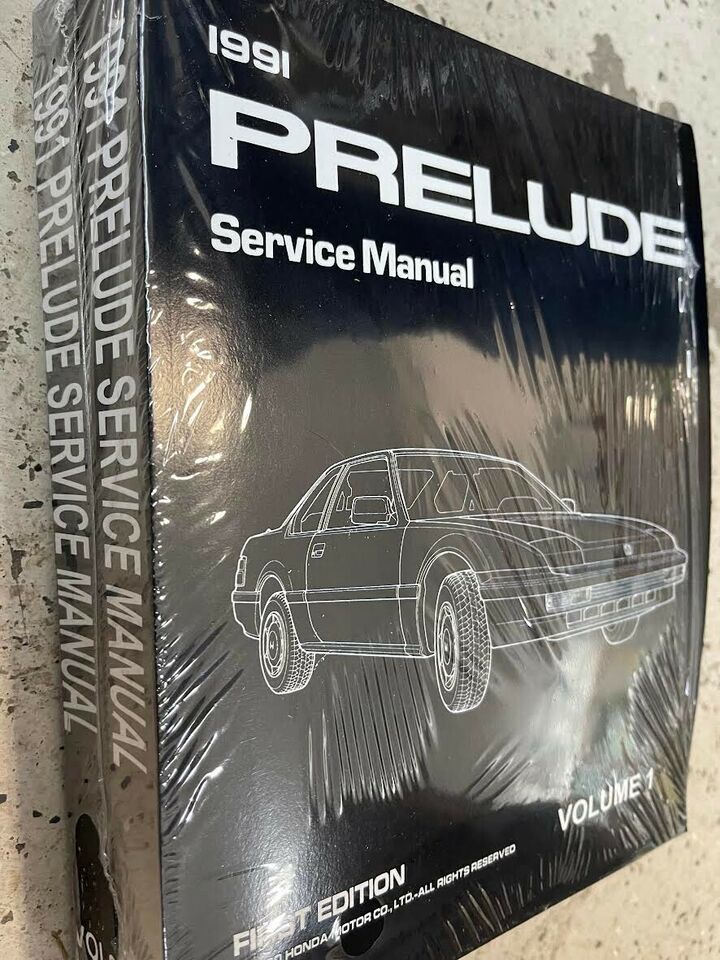 1991
PRELUDE
Service Manual
VOLUME 1
FIRST EDITION
HONDA MOTOR CO., LTD.-ALL RIGHTS RESERVED
1991 PRELUDE SERVICE MANUAL
1991 PRELUDE SERVICE MANUAL